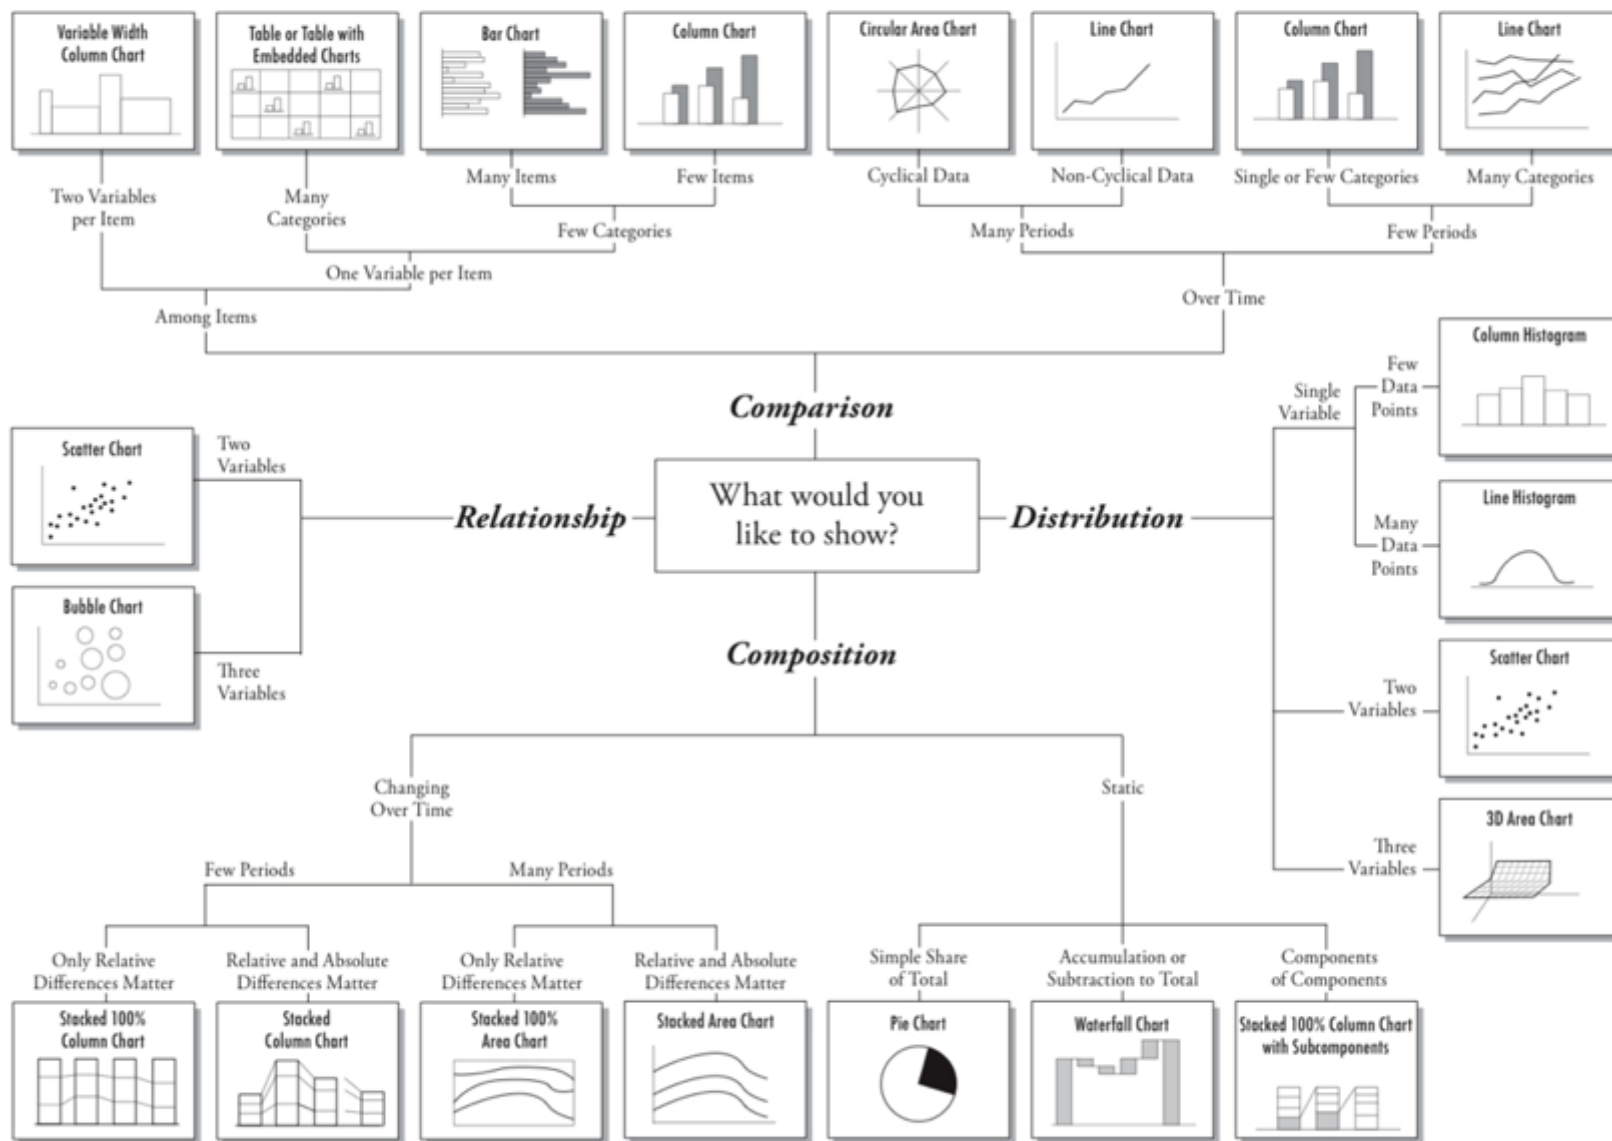 Variable Width
Column Chart
Table or Table with
Embedded Charts
Bar Chart
Column Chart
Circular Area Chart
Line Chart
Column Chart
Line Chart
Two Variables
per Item
Many
Categories
Many Items
Few Items
Cyclical Data
Non-Cyclical Data
Single or Few Categories
Many Categories
Few Categories
Many Periods
Few Periods
One Variable per Item
Among Items
Over Time
Comparison
What would you
like to show?
Relationship
Two
Variables
Scatter Chart
Three
Variables
Bubble Chart
Distribution
Single
Variable
Few
Data
Points
Column Histogram
Many
Data
Points
Line Histogram
Two
Variables
Scatter Chart
Three
Variables
3D Area Chart
Composition
Changing
Over Time
Static
Few Periods
Many Periods
Only Relative
Differences Matter
Relative and Absolute
Differences Matter
Only Relative
Differences Matter
Relative and Absolute
Differences Matter
Simple Share
of Total
Accumulation or
Subtraction to Total
Components
of Components
Stacked 100%
Column Chart
Stacked
Column Chart
Stacked 100%
Area Chart
Stacked Area Chart
Pie Chart
Waterfall Chart
Stacked 100% Column Chart
with Subcomponents